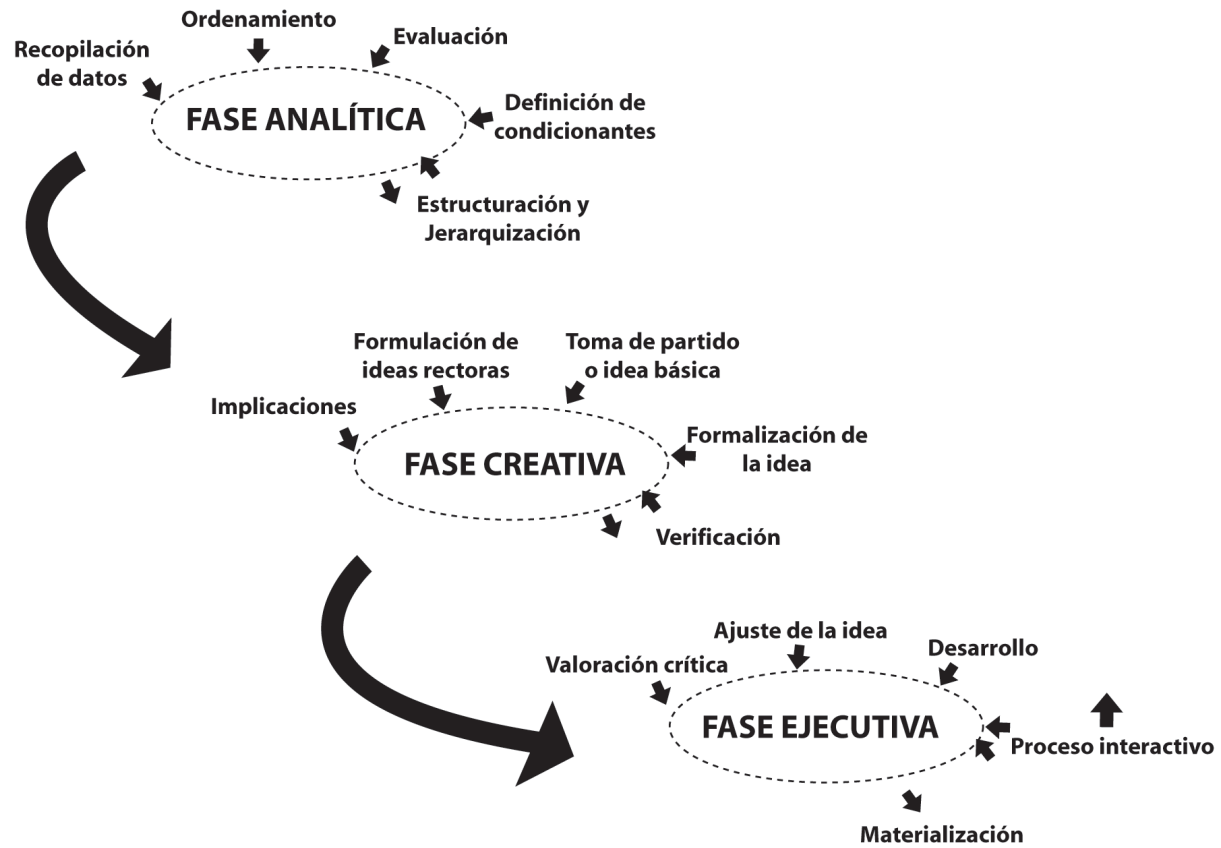 Ordenamiento
Evaluación
Recopilación
de datos
FASE ANALÍTICA
Definición de
condicionantes
Estructuración y
Jerarquización
Formulación de
ideas rectoras
Toma de partido
o idea básica
Implicaciones
FASE CREATIVA
Formalización de
la idea
Verificación
Ajuste de la idea
Desarrollo
Valoración crítica
FASE EJECUTIVA
Proceso interactivo
Materialización